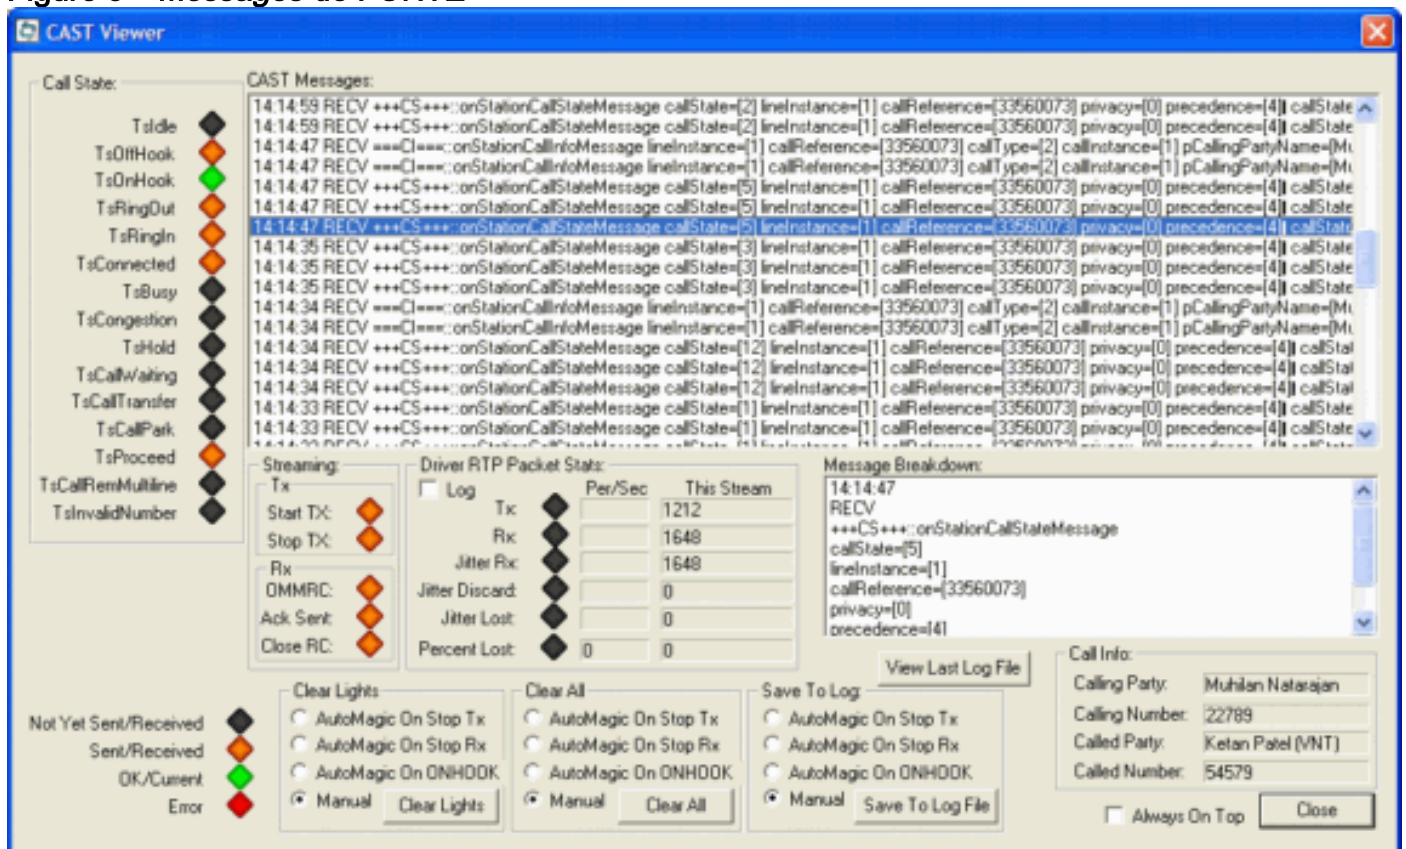 CAST Viewer
Call State:
TsIdle
TsOffHook
TsOnHook
TsRingOut
TsRingIn
TsConnected
TsBusy
TsCongestion
TsHold
TsCallWaiting
TsCallTransfer
TsCallPark
TsProceed
TsCallRemMultiline
TsInvalidNumber
CAST Messages:
14:14:59 RECV +++CS+++::onStationCallStateMessage callState=[2] lineInstance=[1] callReference=[33560073] privacy=[0] precedence=[4]| callState
14:14:59 RECV +++CS+++::onStationCallStateMessage callState=[2] lineInstance=[1] callReference=[33560073] privacy=[0] precedence=[4]| callState
14:14:47 RECV ===CI===::onStationCallInfoMessage lineInstance=[1] callReference=[33560073] callType=[2] callInstance=[1] pCallingPartyName=[Mu
14:14:47 RECV ===CI===::onStationCallInfoMessage lineInstance=[1] callReference=[33560073] callType=[2] callInstance=[1] pCallingPartyName=[Mu
14:14:47 RECV +++CS+++::onStationCallStateMessage callState=[5] lineInstance=[1] callReference=[33560073] privacy=[0] precedence=[4]| callState
14:14:47 RECV +++CS+++::onStationCallStateMessage callState=[5] lineInstance=[1] callReference=[33560073] privacy=[0] precedence=[4]| callState
14:14:47 RECV +++CS+++::onStationCallStateMessage callState=[5] lineInstance=[1] callReference=[33560073] privacy=[0] precedence=[4]| callState
14:14:35 RECV +++CS+++::onStationCallStateMessage callState=[3] lineInstance=[1] callReference=[33560073] privacy=[0] precedence=[4]| callState
14:14:35 RECV +++CS+++::onStationCallStateMessage callState=[3] lineInstance=[1] callReference=[33560073] privacy=[0] precedence=[4]| callState
14:14:35 RECV +++CS+++::onStationCallStateMessage callState=[3] lineInstance=[1] callReference=[33560073] privacy=[0] precedence=[4]| callState
14:14:34 RECV ===CI===::onStationCallInfoMessage lineInstance=[1] callReference=[33560073] callType=[2] callInstance=[1] pCallingPartyName=[Mu
14:14:34 RECV ===CI===::onStationCallInfoMessage lineInstance=[1] callReference=[33560073] callType=[2] callInstance=[1] pCallingPartyName=[Mu
14:14:34 RECV +++CS+++::onStationCallStateMessage callState=[12] lineInstance=[1] callReference=[33560073] privacy=[0] precedence=[4]| callStat
14:14:34 RECV +++CS+++::onStationCallStateMessage callState=[12] lineInstance=[1] callReference=[33560073] privacy=[0] precedence=[4]| callStat
14:14:34 RECV +++CS+++::onStationCallStateMessage callState=[12] lineInstance=[1] callReference=[33560073] privacy=[0] precedence=[4]| callStat
14:14:33 RECV +++CS+++::onStationCallStateMessage callState=[1] lineInstance=[1] callReference=[33560073] privacy=[0] precedence=[4]| callState
14:14:33 RECV +++CS+++::onStationCallStateMessage callState=[1] lineInstance=[1] callReference=[33560073] privacy=[0] precedence=[4]| callState
Streaming:
Tx
Start TX:
Stop TX:
Rx
OMMRC:
Ack Sent:
Close RC:
Driver RTP Packet Stats:
Log Per/Sec This Stream
Tx: 1212
Rx: 1648
Jitter Rx: 1648
Jitter Discard: 0
Jitter Lost: 0
Percent Lost: 0 0
Message Breakdown:
14:14:47
RECV
+++CS+++::onStationCallStateMessage
callState=[5]
lineInstance=[1]
callReference=[33560073]
privacy=[0]
precedence=[4]
View Last Log File
Call Info:
Calling Party: Muhilan Natarajan
Calling Number: 22789
Called Party: Ketan Patel (VNT)
Called Number: 54579
Not Yet Sent/Received
Sent/Received
OK/Current
Error
Clear Lights
AutoMagic On Stop Tx
AutoMagic On Stop Rx
AutoMagic On ONHOOK
Manual Clear Lights
Clear All
AutoMagic On Stop Tx
AutoMagic On Stop Rx
AutoMagic On ONHOOK
Manual Clear All
Save To Log:
AutoMagic On Stop Tx
AutoMagic On Stop Rx
AutoMagic On ONHOOK
Manual Save To Log File
Always On Top Close